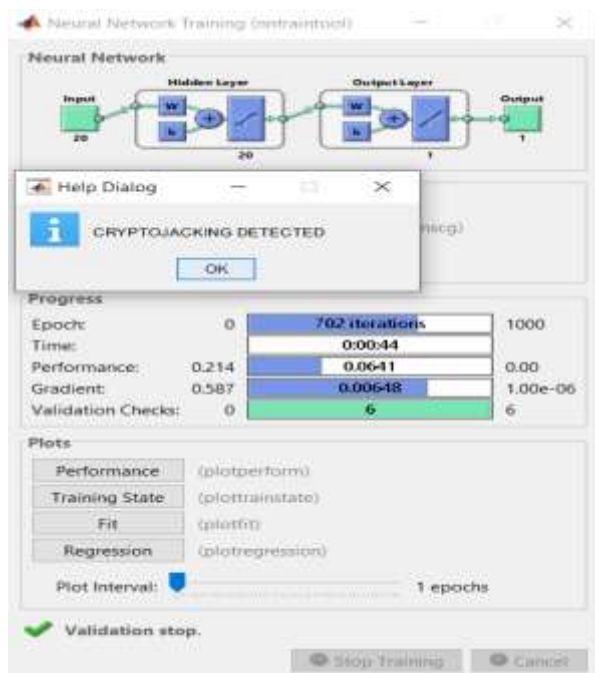 Neural Network Training (nntraintool)
Neural Network
Hidden Layer
Output Layer
Input
W
b
W
b
Output
20
20
1
1
Help Dialog
CRYPTOJACKING DETECTED
OK
Progress
Epoch: 0 702 iterations 1000
Time: 0:00:44
Performance: 0.214 0.0641 0.00
Gradient: 0.587 0.00648 1.00e-06
Validation Checks: 0 6 6
Plots
Performance (plotperform)
Training State (plottrainstate)
Fit (plotfit)
Regression (plotregression)
Plot Interval: 1 epochs
Validation stop.
Stop Training Cancel